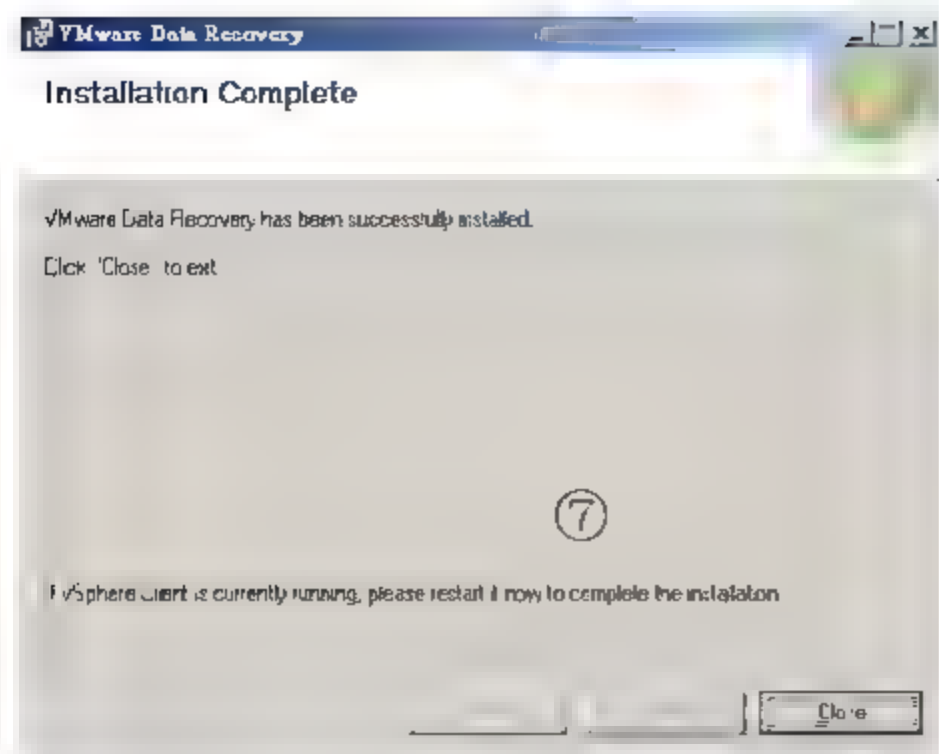 VMware Data Recovery
Installation Complete
VMware Data Recovery has been successfully installed.
Click "Close" to exit
⑦
If vSphere Client is currently running, please restart it now to complete the installation
Close